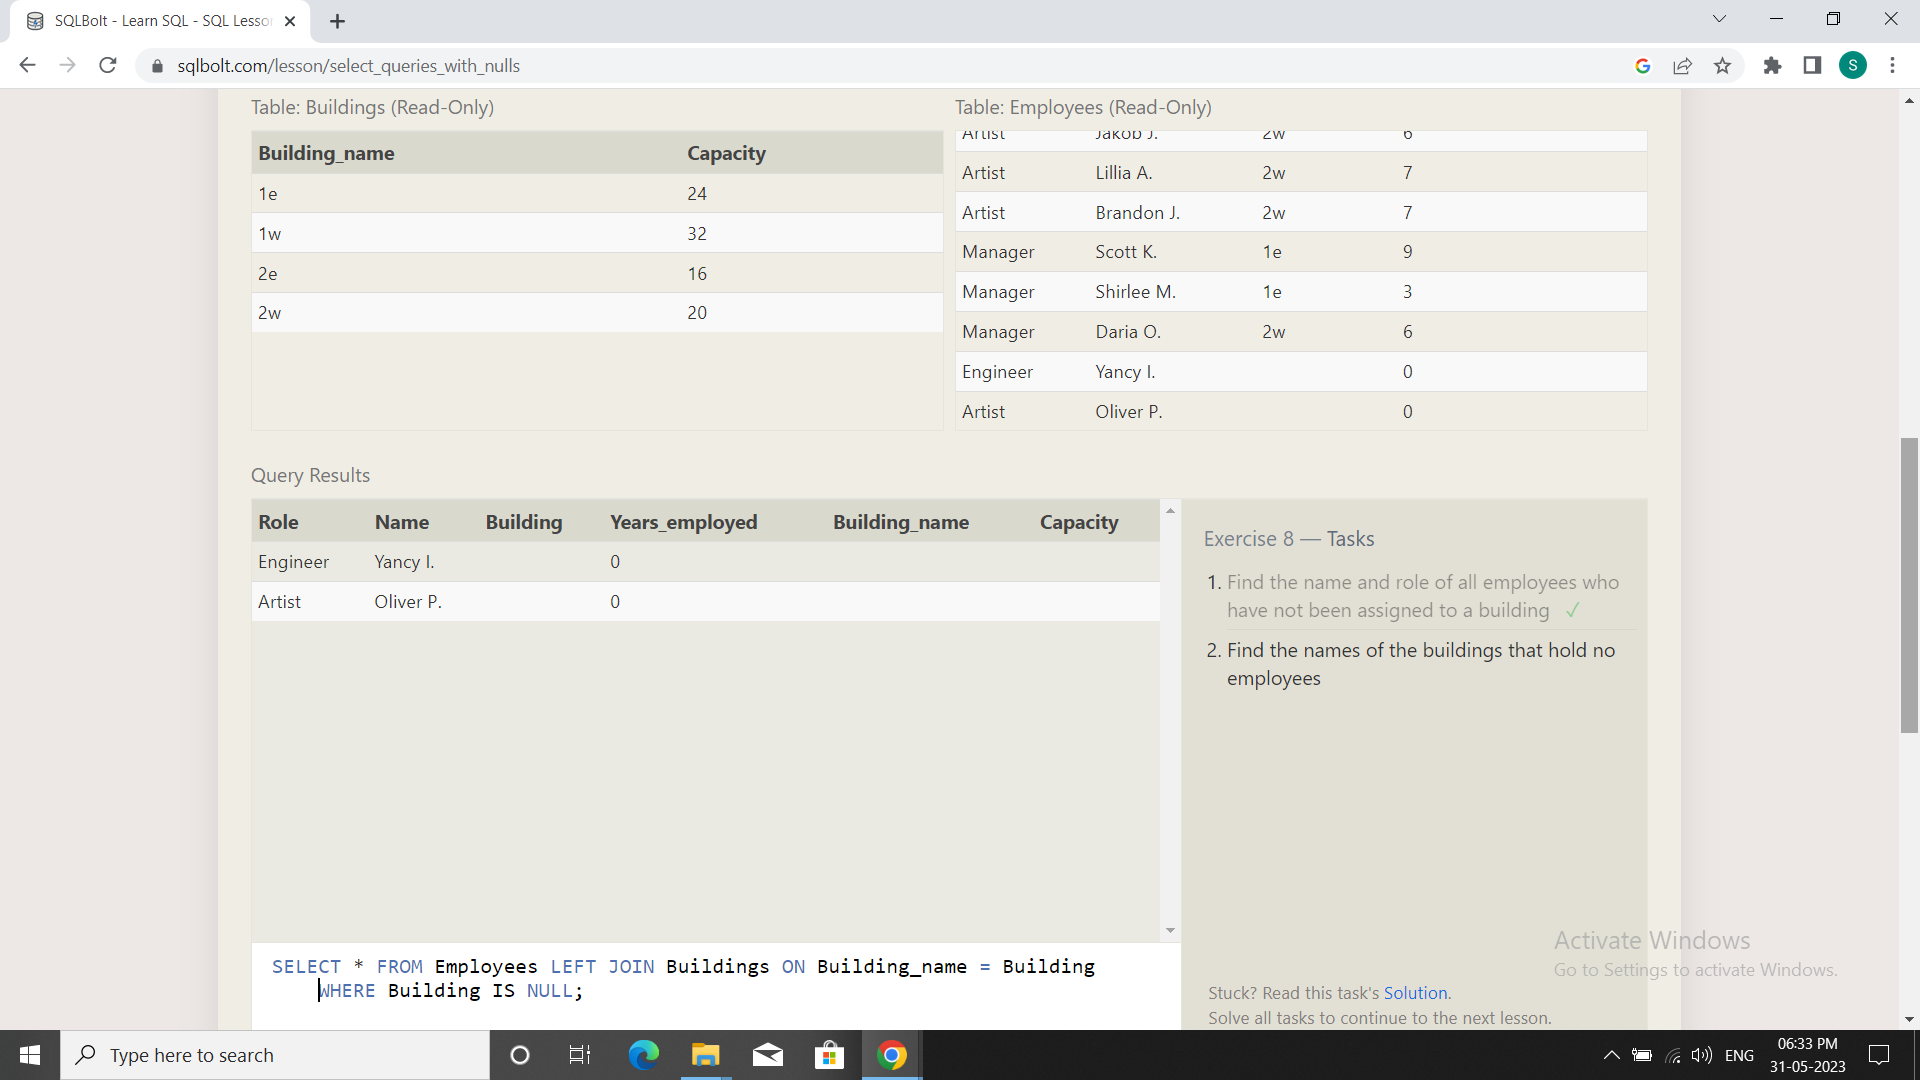 SQLBolt - Learn SQL - SQL Lesso
sqlbolt.com/lesson/select_queries_with_nulls
S
Table: Buildings (Read-Only)
Building_name Capacity
1e 24
1w 32
2e 16
2w 20
Table: Employees (Read-Only)
Artist Jakob J. 2w 6
Artist Lillia A. 2w 7
Artist Brandon J. 2w 7
Manager Scott K. 1e 9
Manager Shirlee M. 1e 3
Manager Daria O. 2w 6
Engineer Yancy I. 0
Artist Oliver P. 0
Query Results
Role Name Building Years_employed Building_name Capacity
Engineer Yancy I. 0
Artist Oliver P. 0
SELECT * FROM Employees LEFT JOIN Buildings ON Building_name = Building
WHERE Building IS NULL;
Exercise 8 — Tasks
1. Find the name and role of all employees who
have not been assigned to a building ✓
2. Find the names of the buildings that hold no
employees
Stuck? Read this task's Solution.
Solve all tasks to continue to the next lesson.
Activate Windows
Go to Settings to activate Windows.
Type here to search
ENG
06:33 PM
31-05-2023